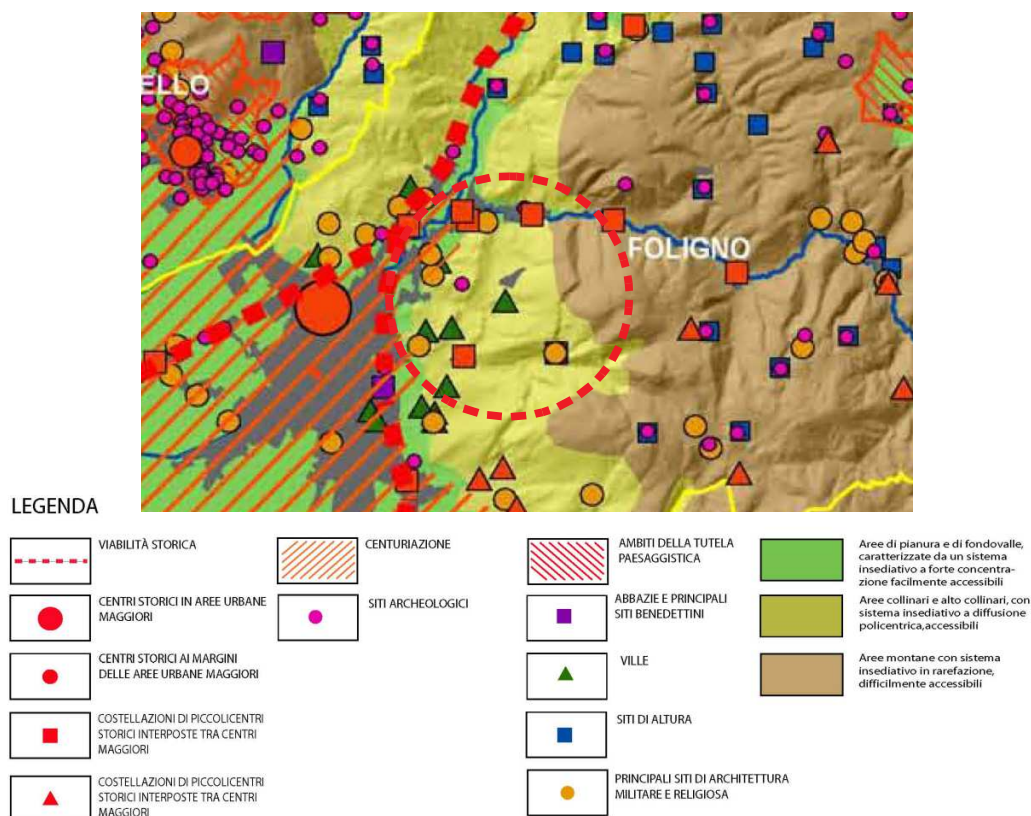 ELLO
FOLIGNO
LEGENDA
VIABILITÀ STORICA
CENTRI STORICI IN AREE URBANE
MAGGIORI
CENTRI STORICI AI MARGINI
DELLE AREE URBANE MAGGIORI
COSTELLAZIONI DI PICCOLICENTRI
STORICI INTERPOSTE TRA CENTRI
MAGGIORI
COSTELLAZIONI DI PICCOLICENTRI
STORICI INTERPOSTE TRA CENTRI
MAGGIORI
CENTURIAZIONE
SITI ARCHEOLOGICI
AMBITI DELLA TUTELA
PAESAGGISTICA
ABBAZIE E PRINCIPALI
SITI BENEDETTINI
VILLE
SITI DI ALTURA
PRINCIPALI SITI DI ARCHITETTURA
MILITARE E RELIGIOSA
Aree di pianura e di fondovalle,
caratterizzate da un sistema
insediativo a forte concentra-
zione facilmente accessibili
Aree collinari e alto collinari, con
sistema insediativo a diffusione
policentrica,accessibili
Aree montane con sistema
insediativo in rarefazione,
difficilmente accessibili